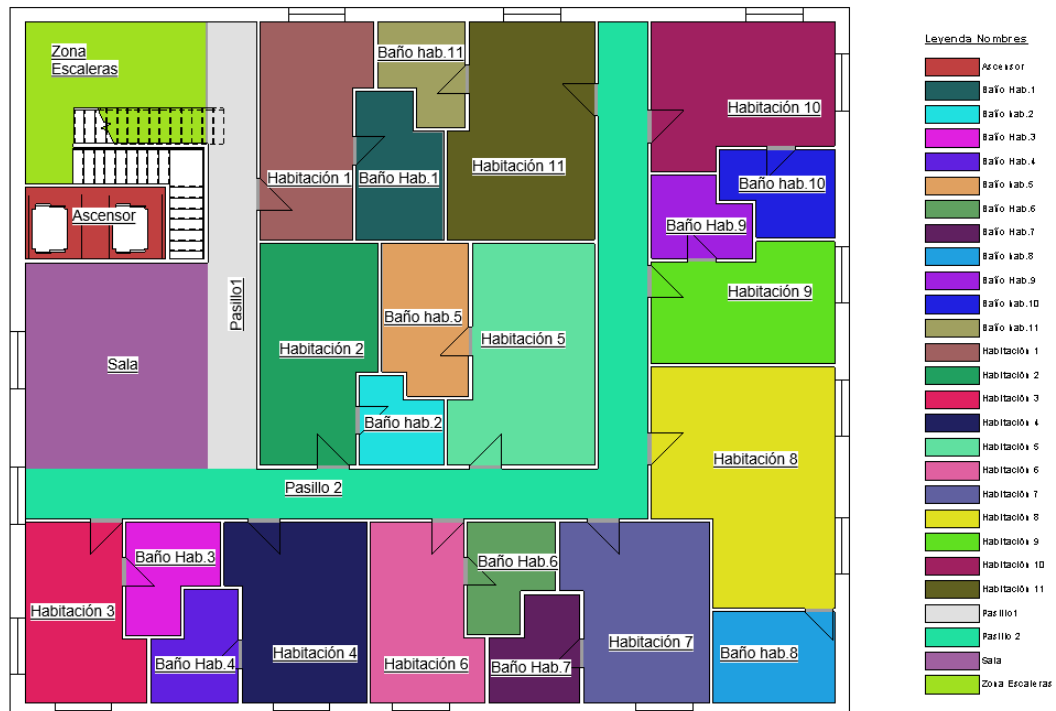 Zona
Escaleras
Baño hab.11
Habitación 10
Habitación 1
Baño Hab.1
Habitación 11
Baño hab.10
Ascensor
Baño Hab.9
Pasillo1
Habitación 9
Baño hab.5
Habitación 2
Habitación 5
Sala
Baño hab.2
Habitación 8
Pasillo 2
Baño Hab.3
Baño Hab.6
Habitación 3
Habitación 7
Habitación 4
Baño Hab.4
Habitación 6
Baño Hab.7
Baño hab.8
Leyenda Nombres
Ascensor
Baño Hab.1
Baño hab.2
Baño Hab.3
Baño Hab.4
Baño hab.5
Baño Hab.6
Baño Hab.7
Baño hab.8
Baño Hab.9
Baño hab.10
Baño hab.11
Habitación 1
Habitación 2
Habitación 3
Habitación 4
Habitación 5
Habitación 6
Habitación 7
Habitación 8
Habitación 9
Habitación 10
Habitación 11
Pasillo1
Pasillo 2
Sala
Zona Escaleras